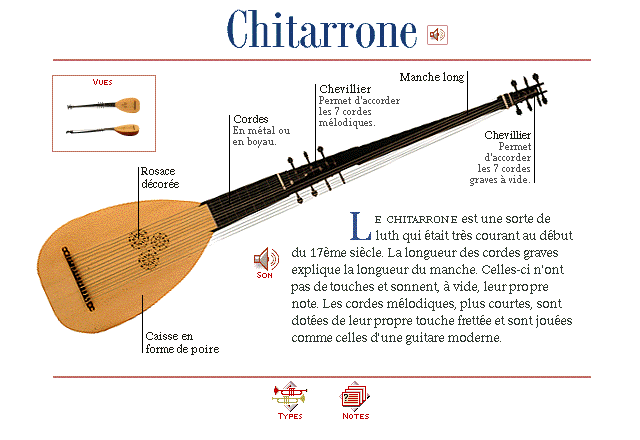 Chitarrone
Vues
Manche long
Chevillier
Permet d'accorder
les 7 cordes
mélodiques.
Cordes
En métal ou
en boyau.
Chevillier
Permet
d'accorder
les 7 cordes
graves à vide.
Rosace
décorée
Le chitarrone est une sorte de
luth qui était très courant au début
du 17ème siècle. La longueur des cordes graves
explique la longueur du manche. Celles-ci n'ont
pas de touches et sonnent, à vide, leur propre
note. Les cordes mélodiques, plus courtes, sont
dotées de leur propre touche frettée et sont jouées
comme celles d'une guitare moderne.
Son
Caisse en
forme de poire
Types
Notes